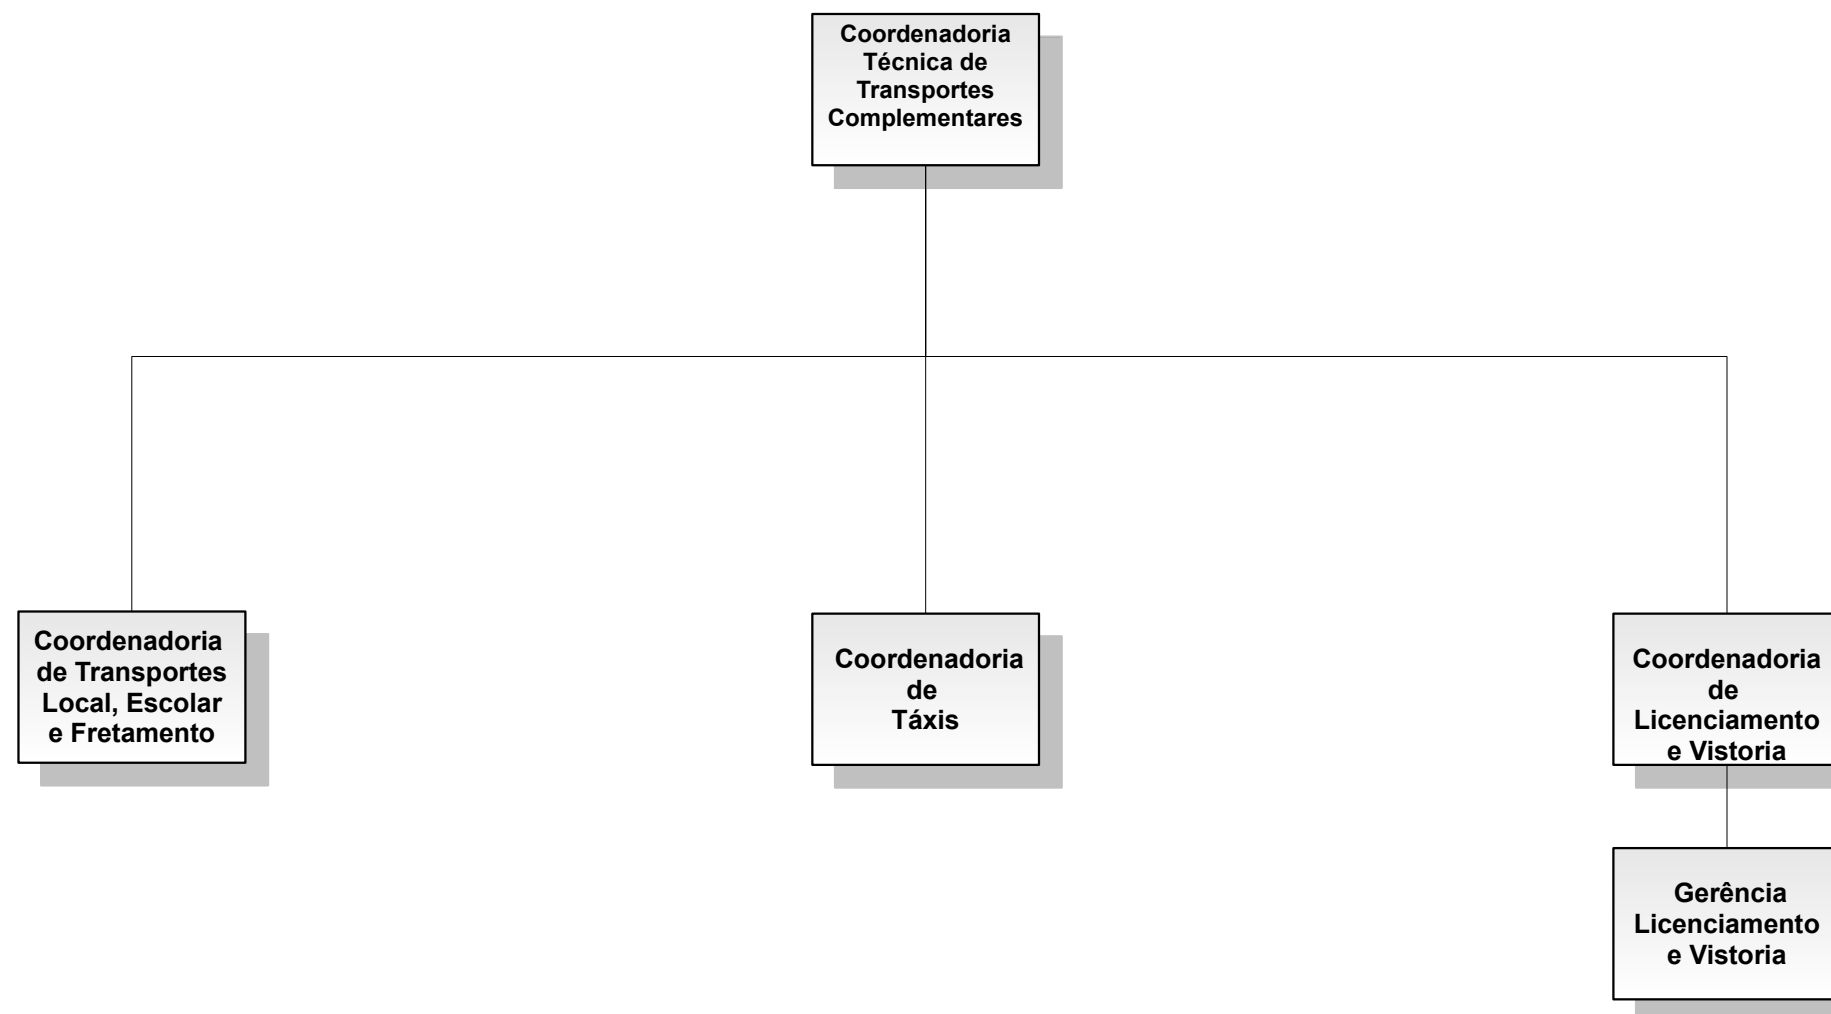 Coordenadoria
Técnica de
Transportes
Complementares
Coordenadoria
de Transportes
Local, Escolar
e Fretamento
Coordenadoria
de
Táxis
Coordenadoria
de
Licenciamento
e Vistoria
Gerência
Licenciamento
e Vistoria